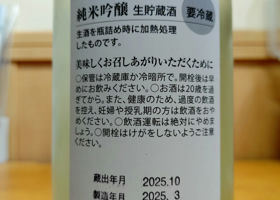 純米吟醸 生貯蔵酒 要冷蔵
生酒を瓶詰め時に加熱処理
したものです。
美味しくお召しあがりいただくために
○保管は冷蔵庫か冷暗所で。開栓後は早
めにお飲みください。○お酒は20歳を過
ぎてから。また、健康のため、過度の飲酒
を控え、妊婦や授乳期の方は飲酒をおや
めください。○飲酒運転は絶対にやめまし
ょう。○開栓はけがをしないようご注意
ください。
蔵出年月 2025.10
製造年月 2025. 3